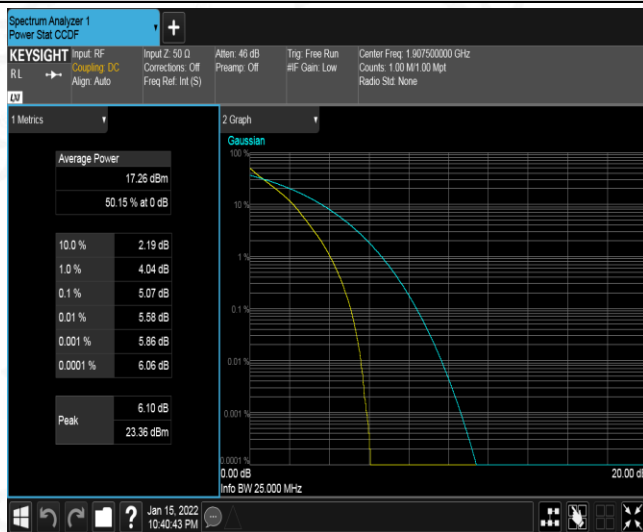 Spectrum Analyzer 1
Power Stat CCDF
+
KEYSIGHT
RL
LXI
Input: RF
Coupling: DC
Align: Auto
Input Z: 50 Ω
Corrections: Off
Freq Ref: Int (S)
Atten: 46 dB
Preamp: Off
Trig: Free Run
#IF Gain: Low
Center Freq: 1.907500000 GHz
Counts: 1.00 M/1.00 Mpt
Radio Std: None
1 Metrics
Average Power
17.26 dBm
50.15 % at 0 dB
10.0 % 2.19 dB
1.0 % 4.04 dB
0.1 % 5.07 dB
0.01 % 5.58 dB
0.001 % 5.86 dB
0.0001 % 6.06 dB
Peak
6.10 dB
23.36 dBm
2 Graph
Gaussian
100 %
10 %
1 %
0.1 %
0.01 %
0.001 %
0.0001 %
0.00 dB
20.00 dB
Info BW 25.000 MHz
?
Jan 15, 2022
10:40:43 PM